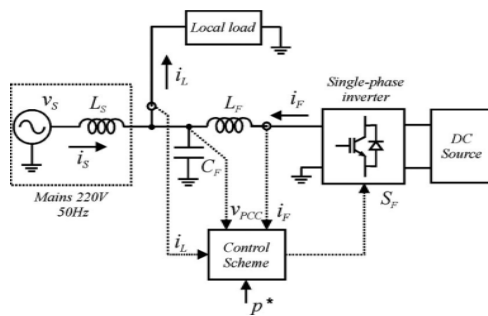 Local load
v_S
L_S
i_L
L_F
i_F
Single-phase
inverter
DC
Source
i_S
C_F
Mains 220V
50Hz
v_PCC
i_F
S_F
i_L
Control
Scheme
p*